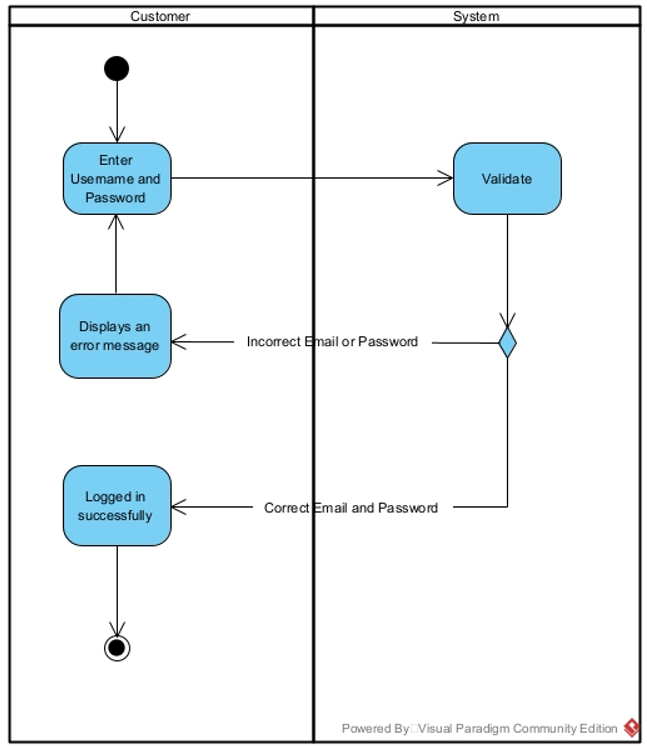 Customer
System
Enter
Username and
Password
Validate
Displays an
error message
Incorrect Email or Password
Logged in
successfully
Correct Email and Password
Powered By Visual Paradigm Community Edition